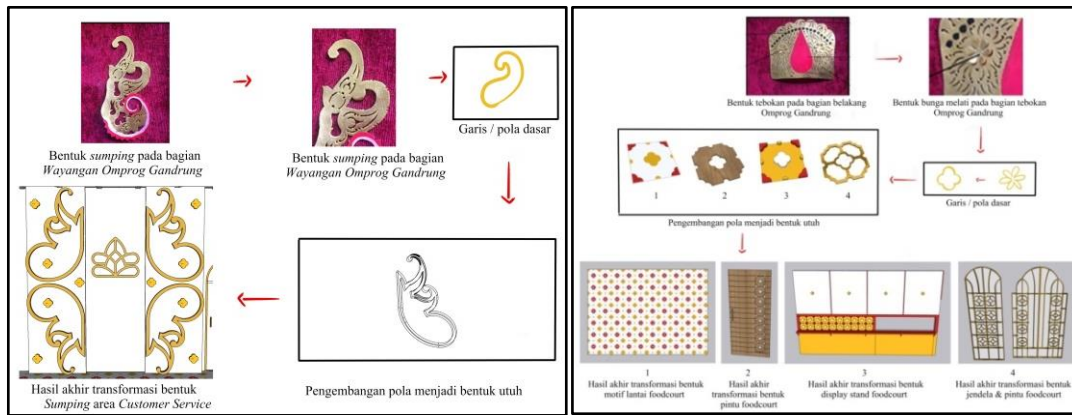 Bentuk sumping pada bagian
Wayangan Omprog Gandrung
Bentuk sumping pada bagian
Wayangan Omprog Gandrung
Garis / pola dasar
Pengembangan pola menjadi bentuk utuh
Hasil akhir transformasi bentuk
Sumping area Customer Service
Bentuk tebokan pada bagian belakang
Omprog Gandrung
Bentuk bunga melati pada bagian tebokan
Omprog Gandrung
Garis / pola dasar
1 2 3 4
Pengembangan pola menjadi bentuk utuh
1
Hasil akhir transformasi bentuk
motif lantai foodcourt
2
Hasil akhir
transformasi bentuk
pintu foodcourt
3
Hasil akhir transformasi bentuk
display stand foodcourt
4
Hasil akhir transformasi bentuk
jendela & pintu foodcourt